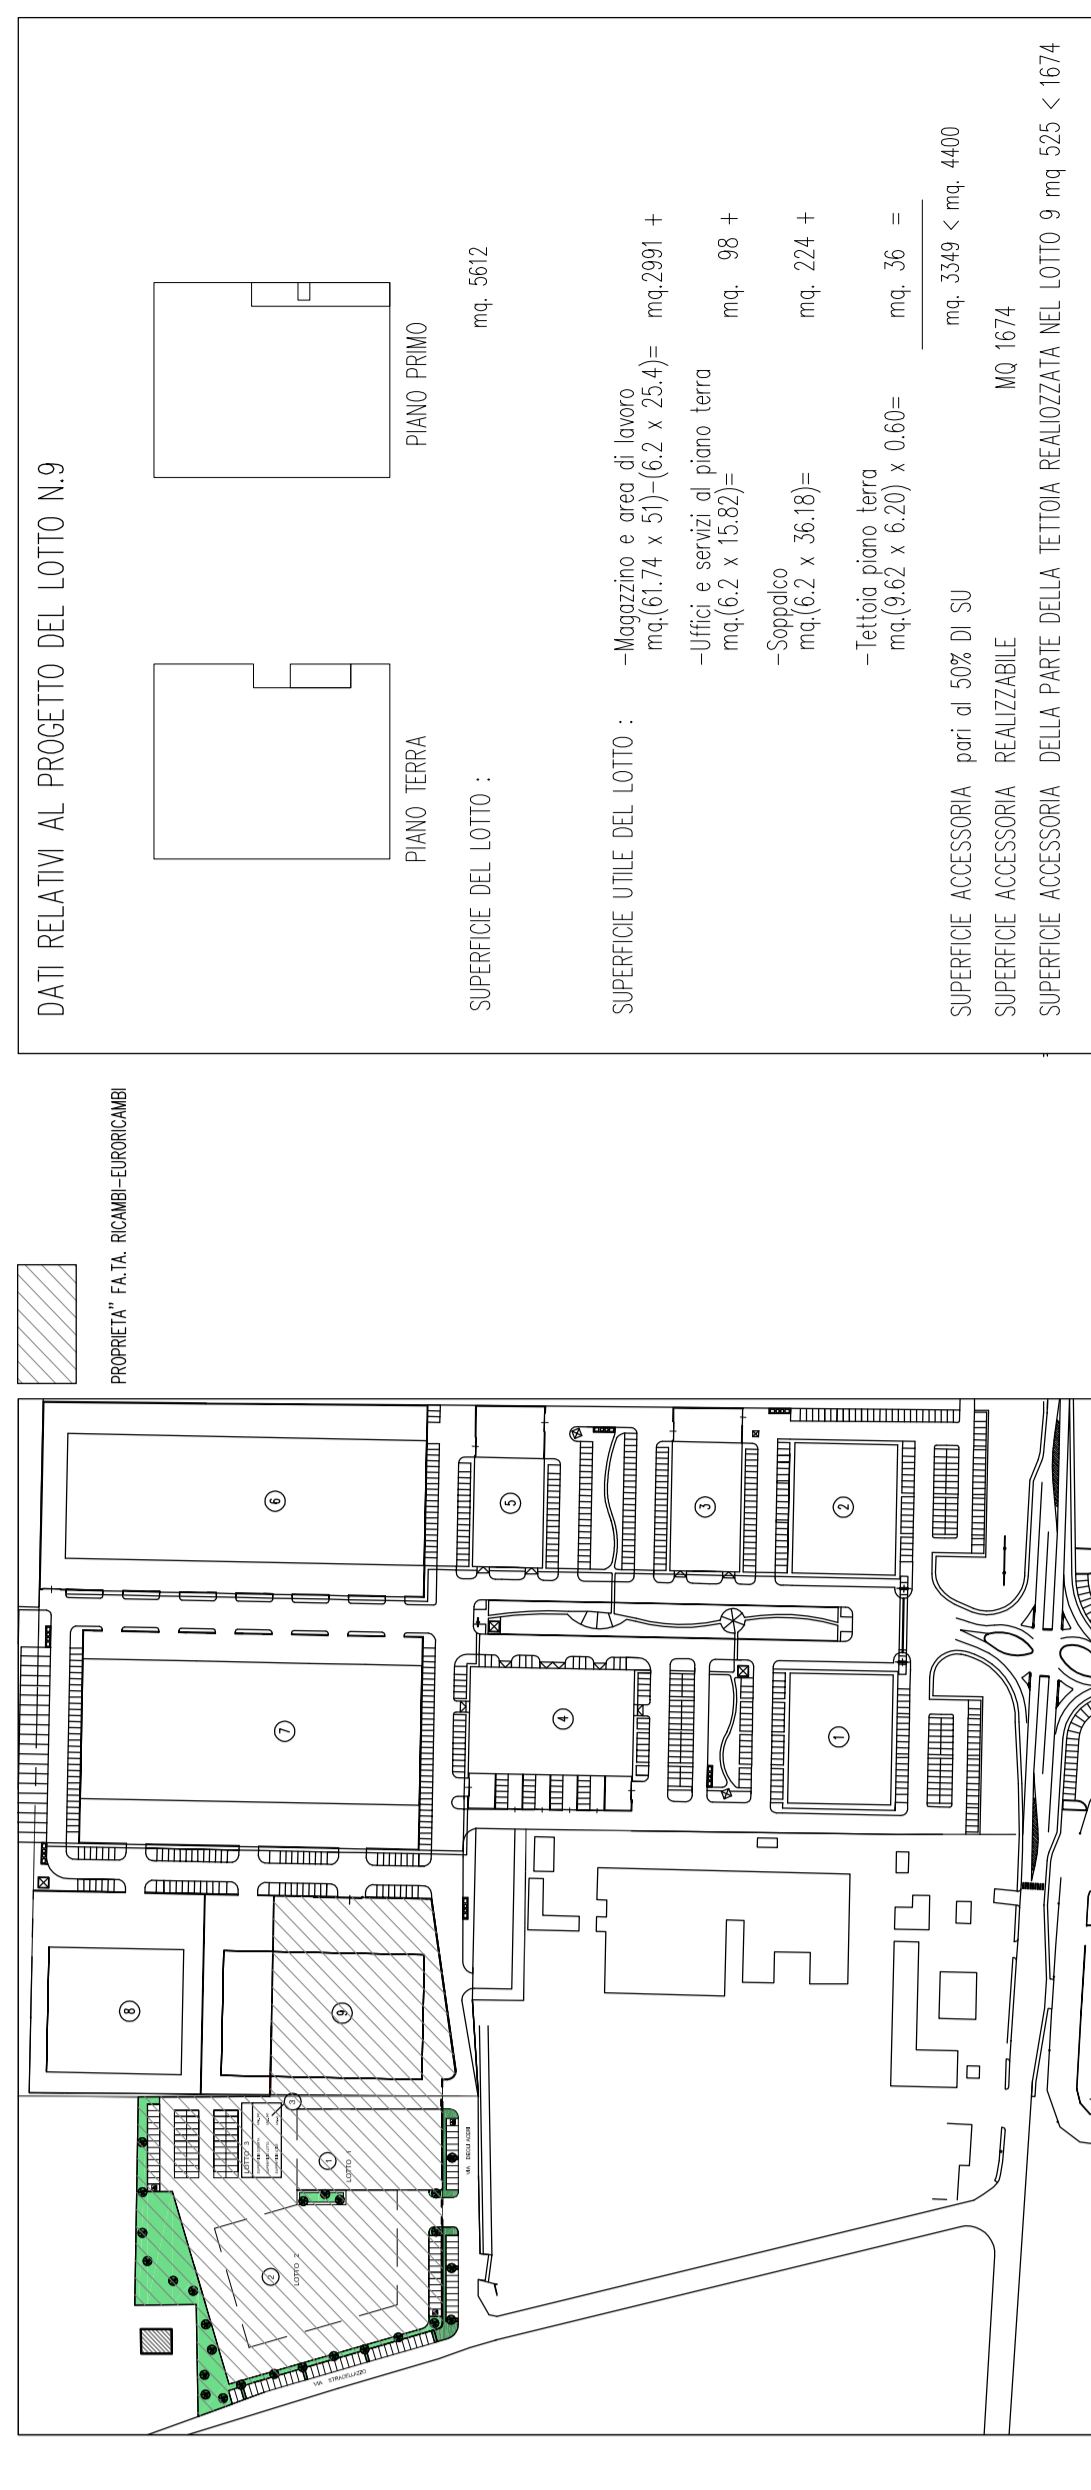 DATI RELATIVI AL PROGETTO DEL LOTTO N.9
PIANO TERRA
PIANO PRIMO
SUPERFICIE DEL LOTTO : mq. 5612
SUPERFICIE UTILE DEL LOTTO : -Magazzino e area di lavoro
mq.(61.74 x 51)-(6.2 x 25.4)= mq.2991 +
-Uffici e servizi al piano terra
mq.(6.2 x 15.82)= mq. 98 +
-Soppalco
mq.(6.2 x 36.18)= mq. 224 +
-Tettoia piano terra
mq.(9.62 x 6.20) x 0.60= mq. 36 =
mq. 3349 < mq. 4400
SUPERFICIE ACCESSORIA pari al 50% DI SU
SUPERFICIE ACCESSORIA REALIZZABILE MQ 1674
SUPERFICIE ACCESSORIA DELLA PARTE DELLA TETTOIA REALIOZZATA NEL LOTTO 9 mq 525 < 1674
PROPRIETA" FA.TA. RICAMBI-EURORICAMBI
6
7
8
9
5
4
3
2
1
LOTTO 3
3
1
LOTTO 1
2
LOTTO 2
VIA DEGLI ACERI
VIA STRADELLAZZO